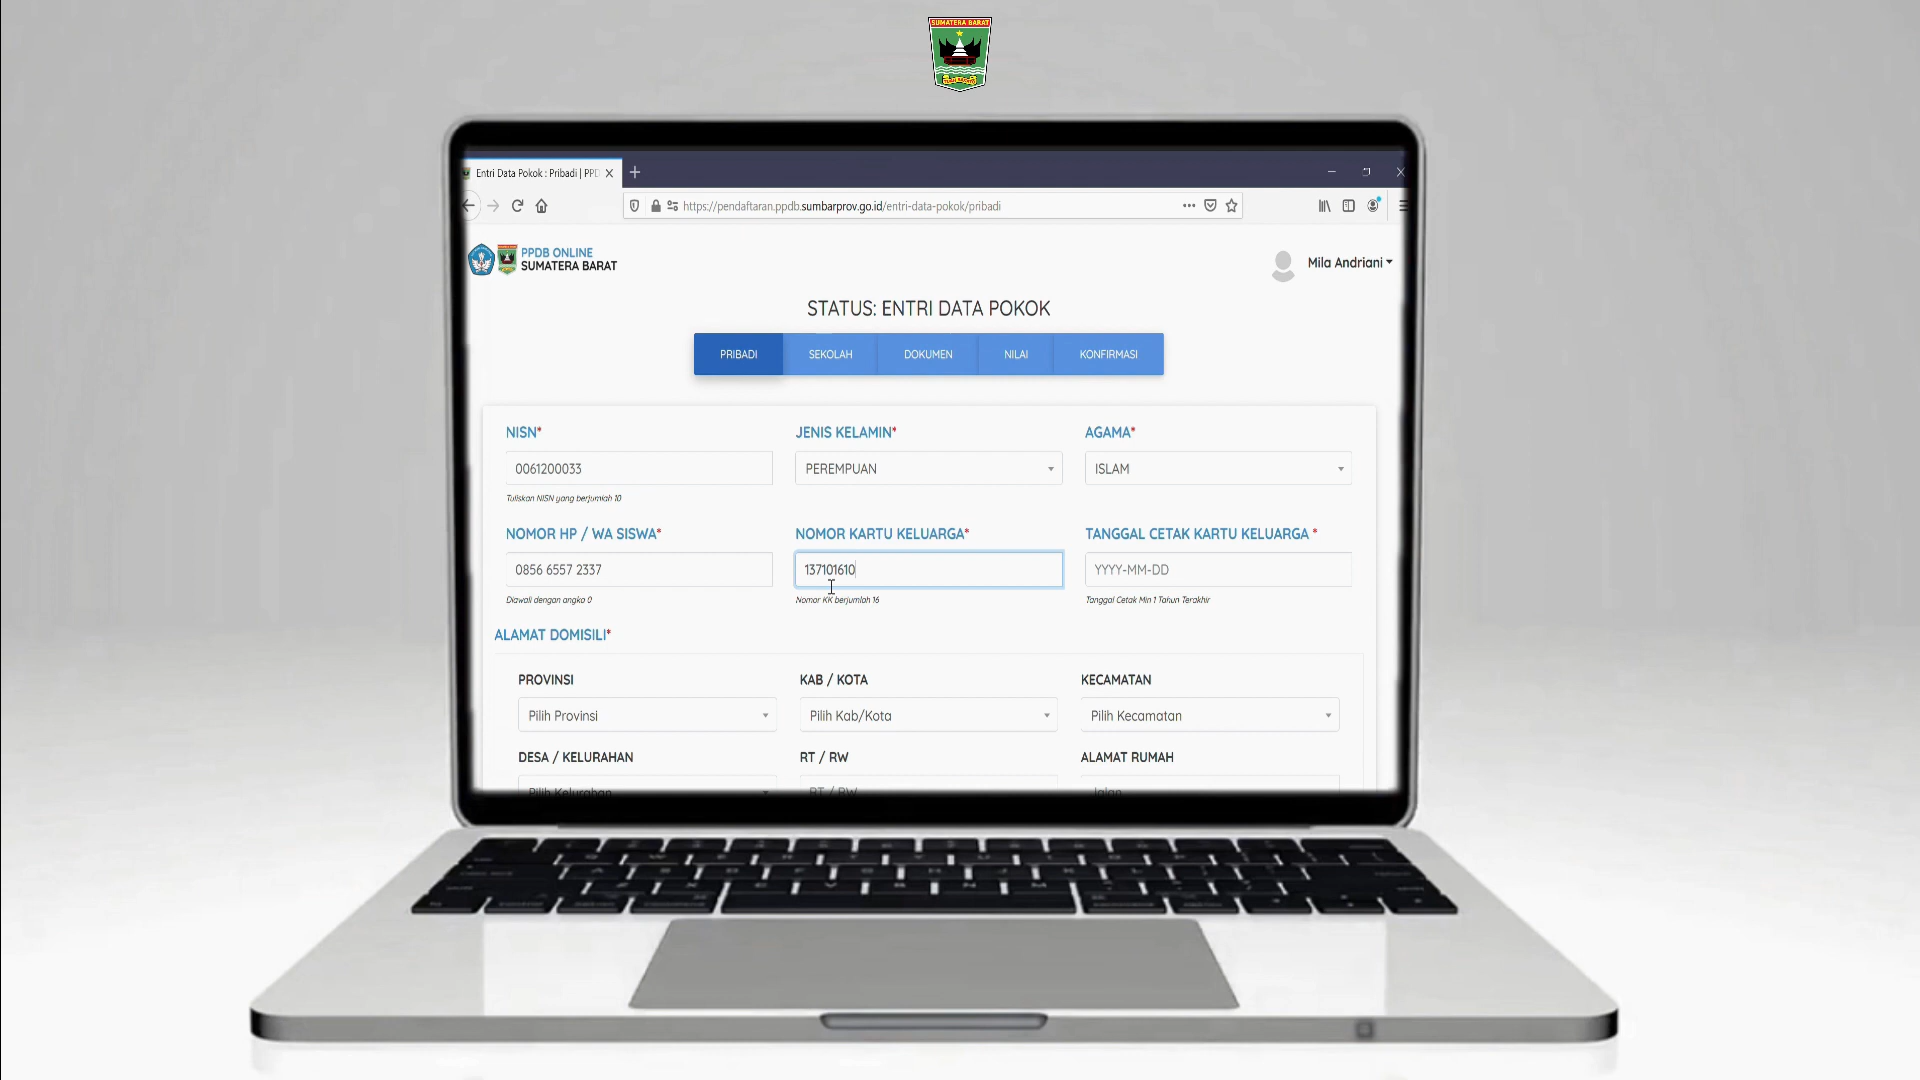 SUMATERA BARAT
Entri Data Pokok : Pribadi | PPD
https://pendaftaran.ppdb.sumbarprov.go.id/entri-data-pokok/pribadi
PPDB ONLINE
SUMATERA BARAT
Mila Andriani
STATUS: ENTRI DATA POKOK
PRIBADI SEKOLAH DOKUMEN NILAI KONFIRMASI
NISN* JENIS KELAMIN* AGAMA*
0061200033 PEREMPUAN ISLAM
Tuliskan NISN yang berjumlah 10
NOMOR HP / WA SISWA* NOMOR KARTU KELUARGA* TANGGAL CETAK KARTU KELUARGA *
0856 6557 2337 137101610 YYYY-MM-DD
Diawali dengan angka 0 Nomor KK berjumlah 16 Tanggal Cetak Min 1 Tahun Terakhir
ALAMAT DOMISILI*
PROVINSI KAB / KOTA KECAMATAN
Pilih Provinsi Pilih Kab/Kota Pilih Kecamatan
DESA / KELURAHAN RT / RW ALAMAT RUMAH
Pilih Kelurahan RT / RW Jalan